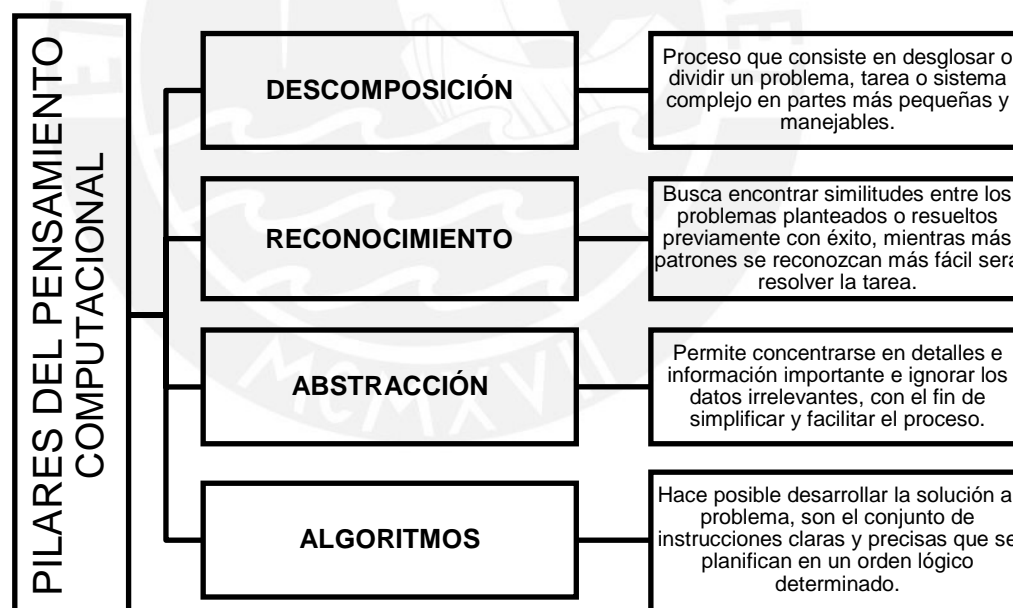 PILARES DEL PENSAMIENTO
COMPUTACIONAL
DESCOMPOSICIÓN
Proceso que consiste en desglosar o
dividir un problema, tarea o sistema
complejo en partes más pequeñas y
manejables.
RECONOCIMIENTO
Busca encontrar similitudes entre los
problemas planteados o resueltos
previamente con éxito, mientras más
patrones se reconozcan más fácil será
resolver la tarea.
ABSTRACCIÓN
Permite concentrarse en detalles e
información importante e ignorar los
datos irrelevantes, con el fin de
simplificar y facilitar el proceso.
ALGORITMOS
Hace posible desarrollar la solución a
problema, son el conjunto de
instrucciones claras y precisas que se
planifican en un orden lógico
determinado.
MCMXVII